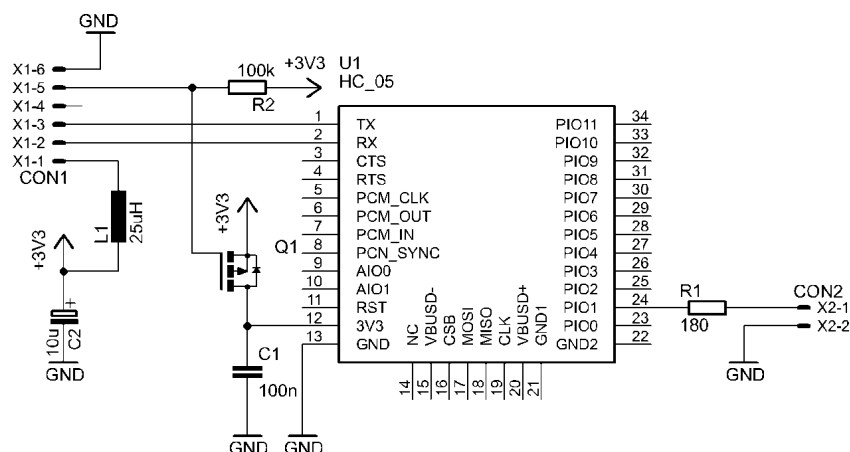 GND
X1-6
X1-5
X1-4
X1-3
X1-2
X1-1
CON1
100k
R2
+3V3
U1
HC_05
1
2
3
4
5
6
7
8
9
10
11
12
13
TX
RX
CTS
RTS
PCM_CLK
PCM_OUT
PCM_IN
PCN_SYNC
AIO0
AIO1
RST
3V3
GND
PIO11
PIO10
PIO9
PIO8
PIO7
PIO6
PIO5
PIO4
PIO3
PIO2
PIO1
PIO0
GND2
34
33
32
31
30
29
28
27
26
25
24
23
22
NC
VBUSD-
CSB
MOSI
MISO
CLK
VBUSD+
GND1
14
15
16
17
18
19
20
21
L1
25uH
+3V3
+
10u
C2
GND
+3V3
Q1
C1
100n
GND
GND
R1
180
CON2
X2-1
X2-2
GND